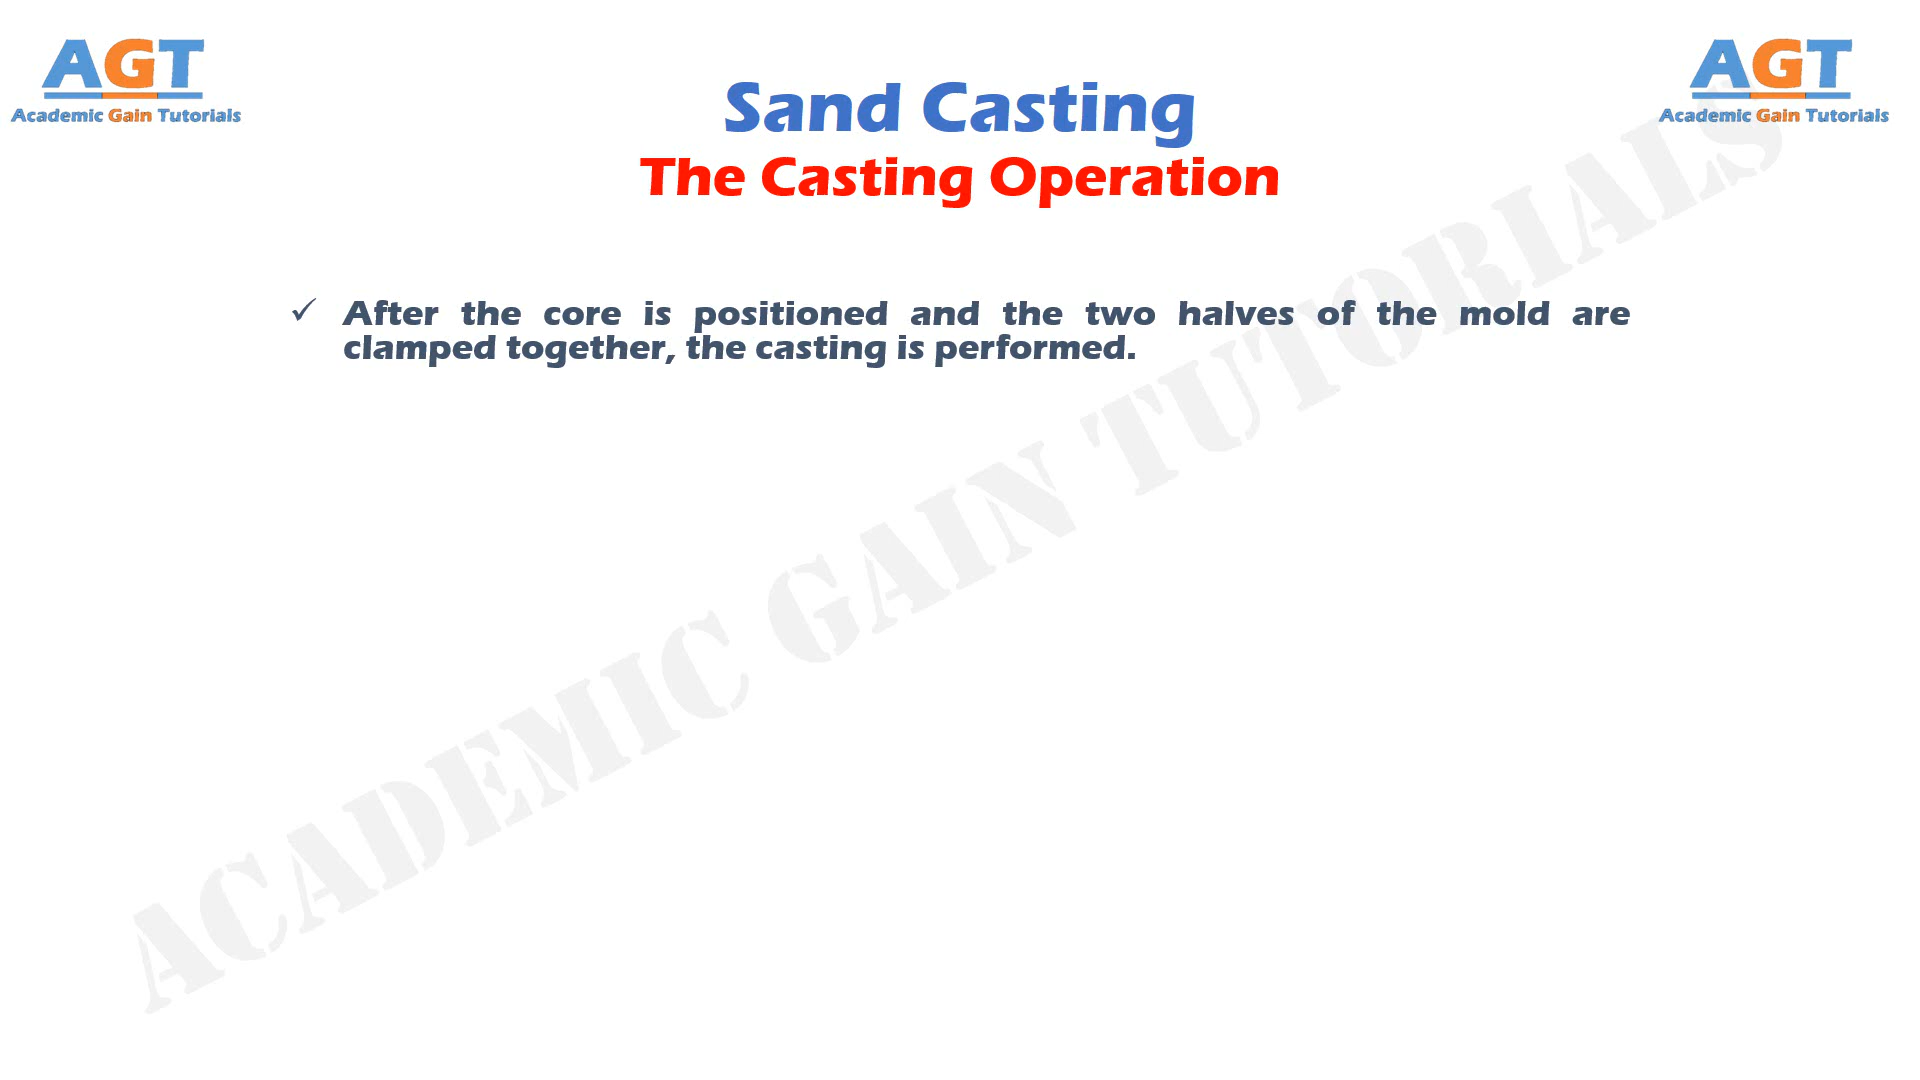 AGT
Academic Gain Tutorials
AGT
Academic Gain Tutorials
Sand Casting
The Casting Operation
✓ After the core is positioned and the two halves of the mold are
clamped together, the casting is performed.
ACADEMIC GAIN TUTORIALS